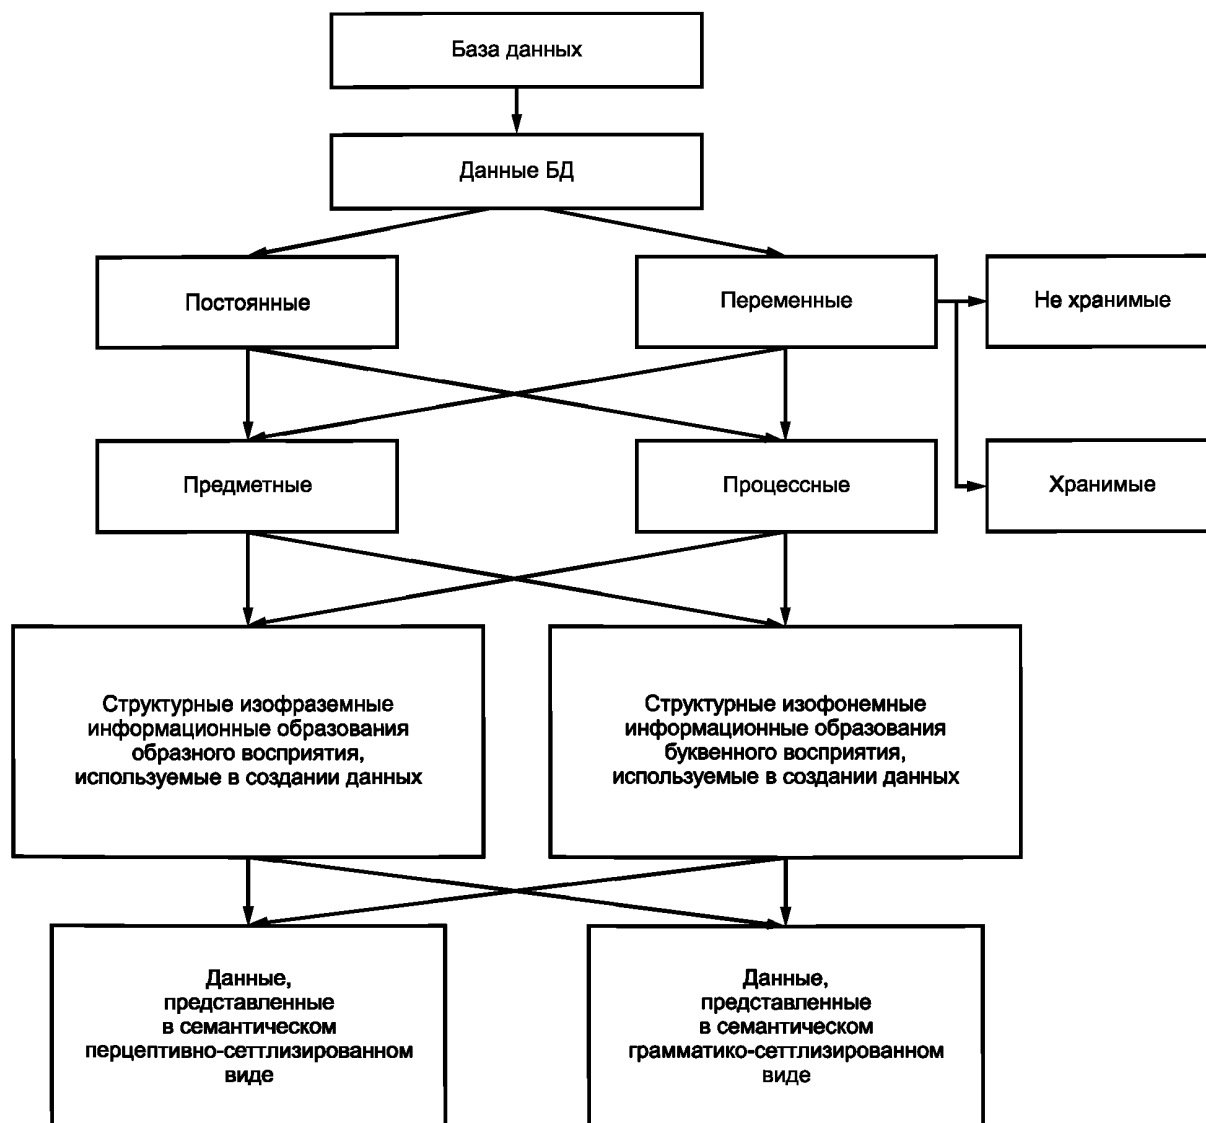 База данных
Данные БД
Постоянные
Переменные
Не хранимые
Предметные
Процессные
Хранимые
Структурные изофраземные
информационные образования
образного восприятия,
используемые в создании данных
Структурные изофонемные
информационные образования
буквенного восприятия,
используемые в создании данных
Данные,
представленные
в семантическом
перцептивно-сеттлизированном
виде
Данные,
представленные
в семантическом
грамматико-сеттлизированном
виде